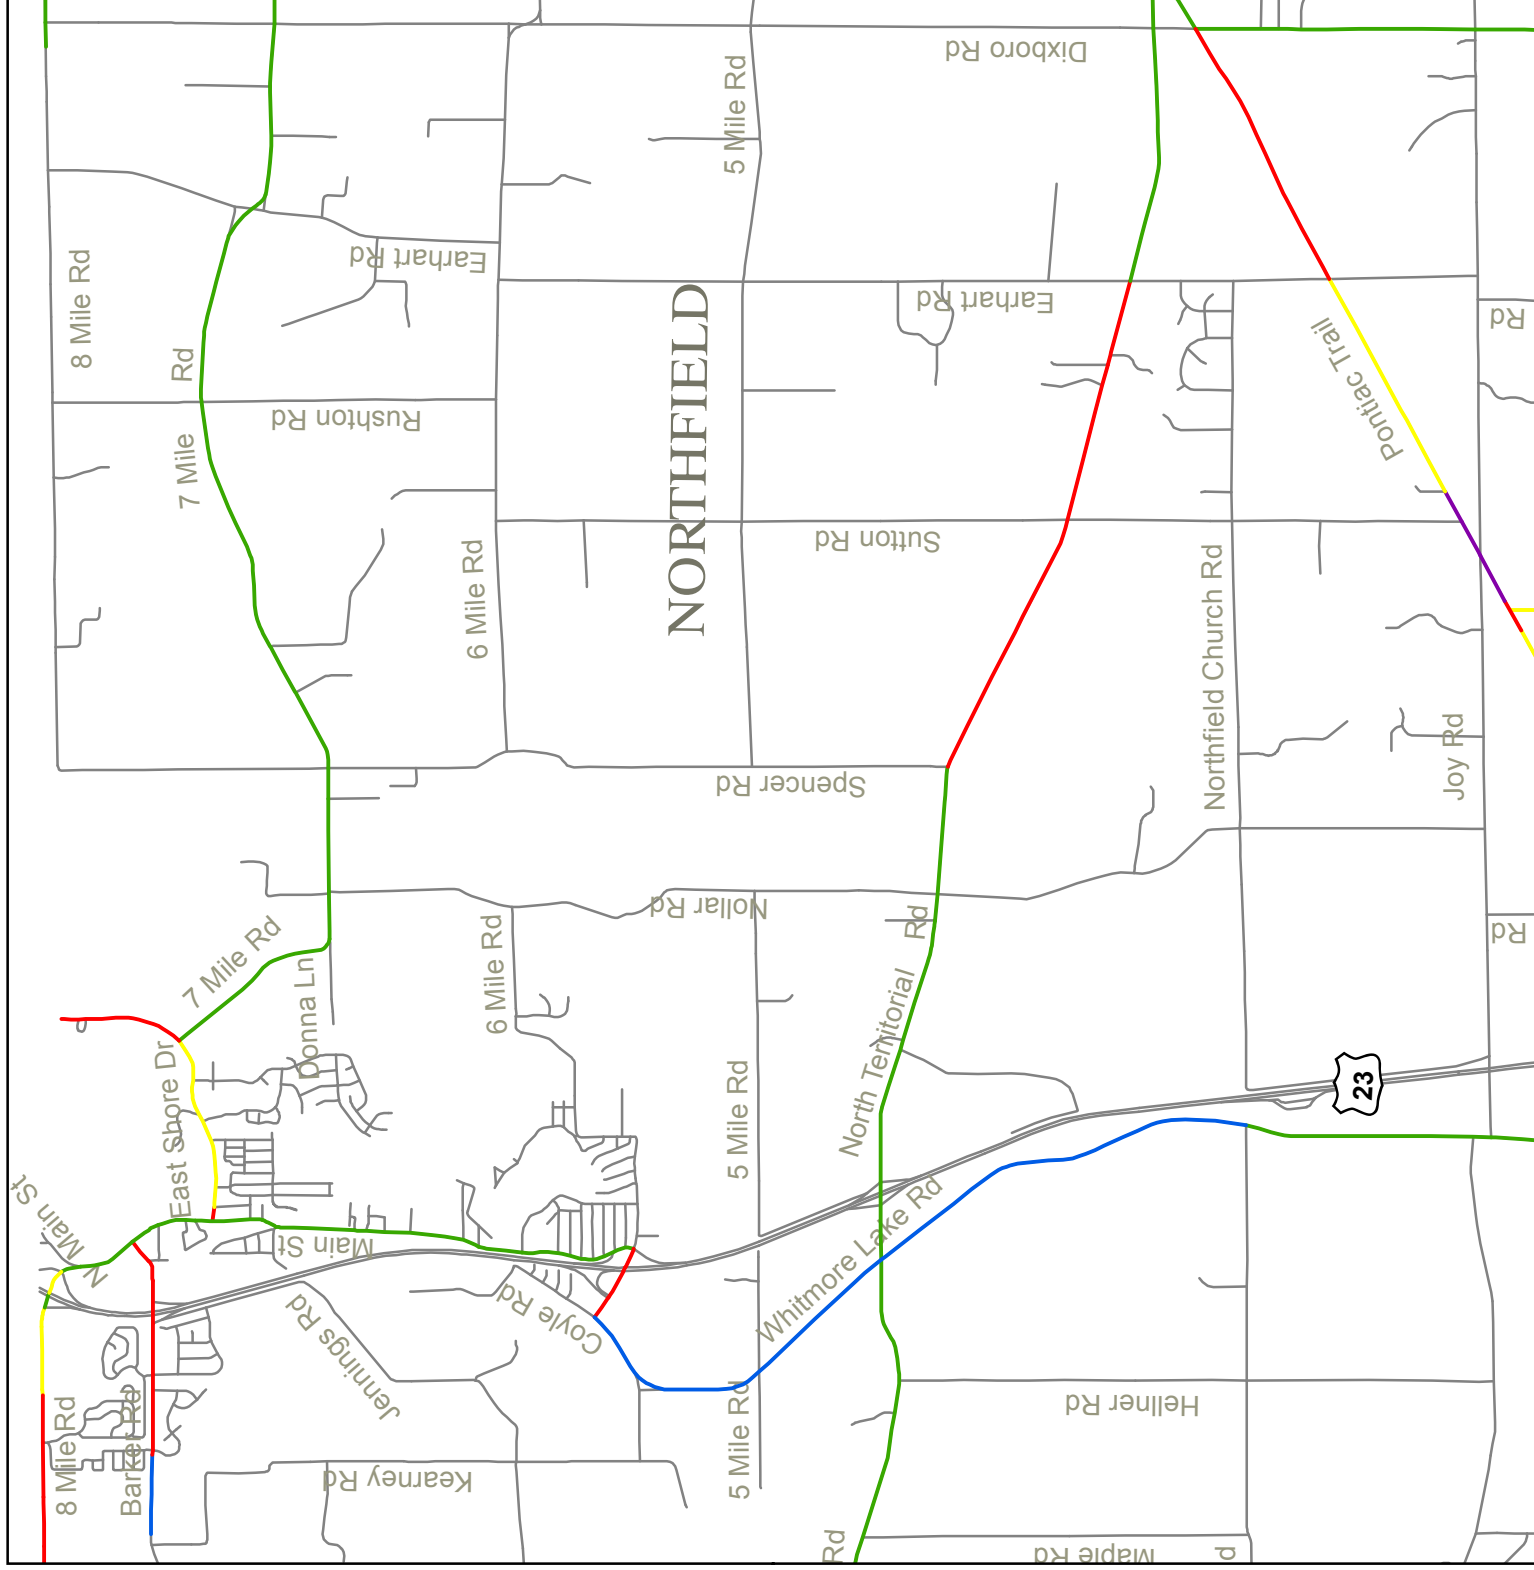 Dixboro Rd
5 Mile Rd
8 Mile Rd
Earhart Rd
Earhart Rd
NORTHFIELD
Rd
Pontiac Trail
Rd
7 Mile
Rushton Rd
6 Mile Rd
Sutton Rd
Northfield Church Rd
Joy Rd
Spencer Rd
Nollar Rd
Rd
Rd
7 Mile Rd
Donna Ln
6 Mile Rd
North Territorial
East Shore Dr
5 Mile Rd
23
N Main St
Main St
Whitmore Lake Rd
Jennings Rd
Coyle Rd
8 Mile Rd
Barker Rd
5 Mile Rd
Hellner Rd
Kearney Rd
Rd
Maple Rd
d